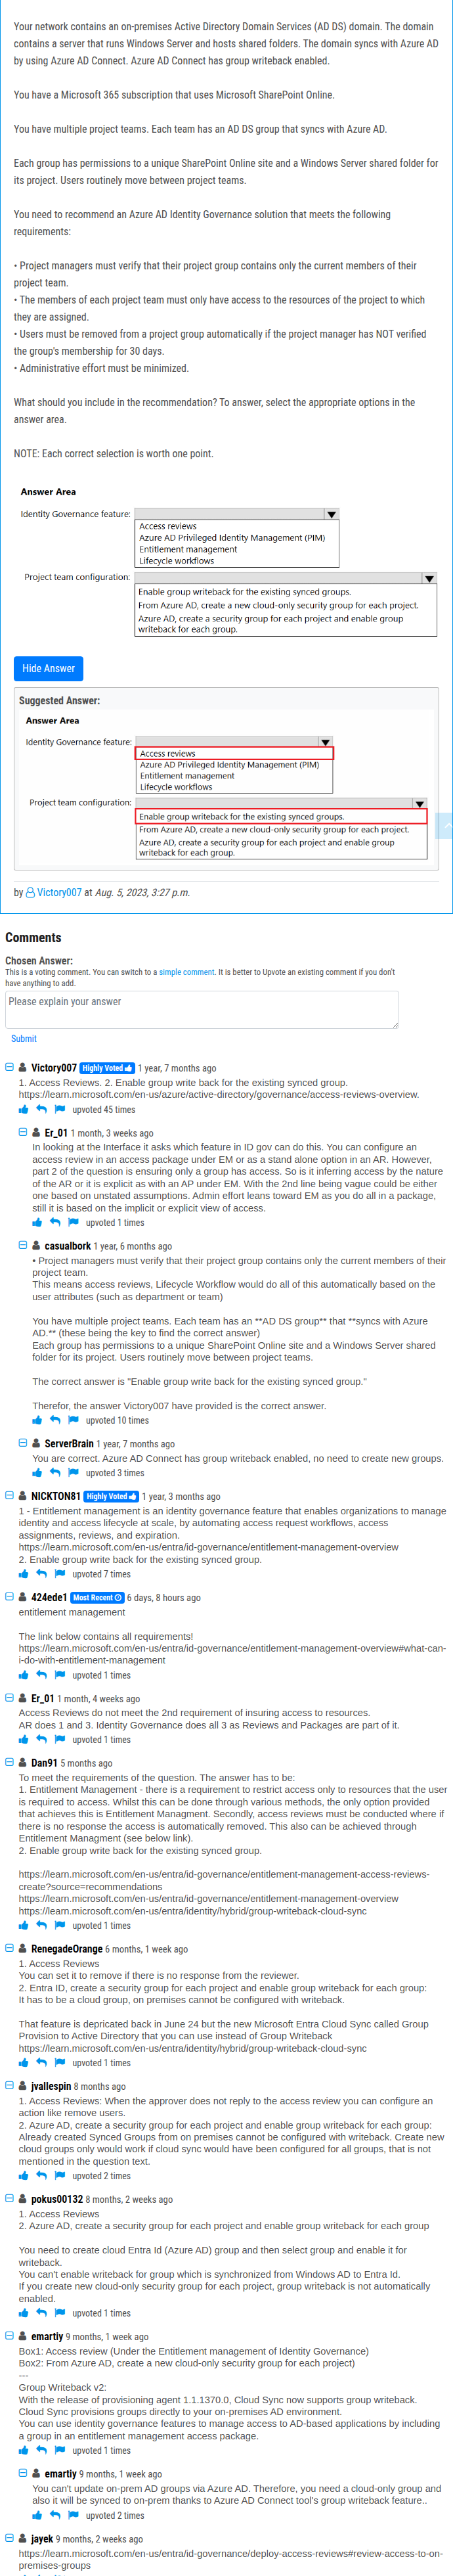 Your network contains an on-premises Active Directory Domain Services (AD DS) domain. The domain
contains a server that runs Windows Server and hosts shared folders. The domain syncs with Azure AD
by using Azure AD Connect. Azure AD Connect has group writeback enabled.
You have a Microsoft 365 subscription that uses Microsoft SharePoint Online.
You have multiple project teams. Each team has an AD DS group that syncs with Azure AD.
Each group has permissions to a unique SharePoint Online site and a Windows Server shared folder for
its project. Users routinely move between project teams.
You need to recommend an Azure AD Identity Governance solution that meets the following
requirements:
• Project managers must verify that their project group contains only the current members of their
project team.
• The members of each project team must only have access to the resources of the project to which
they are assigned.
• Users must be removed from a project group automatically if the project manager has NOT verified
the group's membership for 30 days.
• Administrative effort must be minimized.
What should you include in the recommendation? To answer, select the appropriate options in the
answer area.
NOTE: Each correct selection is worth one point.
Answer Area
Identity Governance feature:
Access reviews
Azure AD Privileged Identity Management (PIM)
Entitlement management
Lifecycle workflows
Project team configuration:
Enable group writeback for the existing synced groups.
From Azure AD, create a new cloud-only security group for each project.
Azure AD, create a security group for each project and enable group
writeback for each group.
Hide Answer
Suggested Answer:
Answer Area
Identity Governance feature:
Access reviews
Azure AD Privileged Identity Management (PIM)
Entitlement management
Lifecycle workflows
Project team configuration:
Enable group writeback for the existing synced groups.
From Azure AD, create a new cloud-only security group for each project.
Azure AD, create a security group for each project and enable group
writeback for each group.
by Victory007 at Aug. 5, 2023, 3:27 p.m.
Comments
Chosen Answer:
This is a voting comment. You can switch to a simple comment. It is better to Upvote an existing comment if you don't
have anything to add.
Please explain your answer
Submit
Victory007 Highly Voted 1 year, 7 months ago
1. Access Reviews. 2. Enable group write back for the existing synced group.
https://learn.microsoft.com/en-us/azure/active-directory/governance/access-reviews-overview.
upvoted 45 times
Er_01 1 month, 3 weeks ago
In looking at the Interface it asks which feature in ID gov can do this. You can configure an
access review in an access package under EM or as a stand alone option in an AR. However,
part 2 of the question is ensuring only a group has access. So is it inferring access by the nature
of the AR or it is explicit as with an AP under EM. With the 2nd line being vague could be either
one based on unstated assumptions. Admin effort leans toward EM as you do all in a package,
still it is based on the implicit or explicit view of access.
upvoted 1 times
casualbork 1 year, 6 months ago
• Project managers must verify that their project group contains only the current members of their
project team.
This means access reviews, Lifecycle Workflow would do all of this automatically based on the
user attributes (such as department or team)
You have multiple project teams. Each team has an **AD DS group** that **syncs with Azure
AD.** (these being the key to find the correct answer)
Each group has permissions to a unique SharePoint Online site and a Windows Server shared
folder for its project. Users routinely move between project teams.
The correct answer is "Enable group write back for the existing synced group."
Therefor, the answer Victory007 have provided is the correct answer.
upvoted 10 times
ServerBrain 1 year, 7 months ago
You are correct. Azure AD Connect has group writeback enabled, no need to create new groups.
upvoted 3 times
NICKTON81 Highly Voted 1 year, 3 months ago
1 - Entitlement management is an identity governance feature that enables organizations to manage
identity and access lifecycle at scale, by automating access request workflows, access
assignments, reviews, and expiration.
https://learn.microsoft.com/en-us/entra/id-governance/entitlement-management-overview
2. Enable group write back for the existing synced group.
upvoted 7 times
424ede1 Most Recent 6 days, 8 hours ago
entitlement management
The link below contains all requirements!
https://learn.microsoft.com/en-us/entra/id-governance/entitlement-management-overview#what-can-
i-do-with-entitlement-management
upvoted 1 times
Er_01 1 month, 4 weeks ago
Access Reviews do not meet the 2nd requirement of insuring access to resources.
AR does 1 and 3. Identity Governance does all 3 as Reviews and Packages are part of it.
upvoted 1 times
Dan91 5 months ago
To meet the requirements of the question. The answer has to be:
1. Entitlement Management - there is a requirement to restrict access only to resources that the user
is required to access. Whilst this can be done through various methods, the only option provided
that achieves this is Entitlement Managment. Secondly, access reviews must be conducted where if
there is no response the access is automatically removed. This also can be achieved through
Entitlement Managment (see below link).
2. Enable group write back for the existing synced group.
https://learn.microsoft.com/en-us/entra/id-governance/entitlement-management-access-reviews-
create?source=recommendations
https://learn.microsoft.com/en-us/entra/id-governance/entitlement-management-overview
https://learn.microsoft.com/en-us/entra/identity/hybrid/group-writeback-cloud-sync
upvoted 1 times
RenegadeOrange 6 months, 1 week ago
1. Access Reviews
You can set it to remove if there is no response from the reviewer.
2. Entra ID, create a security group for each project and enable group writeback for each group:
It has to be a cloud group, on premises cannot be configured with writeback.
That feature is depricated back in June 24 but the new Microsoft Entra Cloud Sync called Group
Provision to Active Directory that you can use instead of Group Writeback
https://learn.microsoft.com/en-us/entra/identity/hybrid/group-writeback-cloud-sync
upvoted 1 times
jvallespin 8 months ago
1. Access Reviews: When the approver does not reply to the access review you can configure an
action like remove users.
2. Azure AD, create a security group for each project and enable group writeback for each group:
Already created Synced Groups from on premises cannot be configured with writeback. Create new
cloud groups only would work if cloud sync would have been configured for all groups, that is not
mentioned in the question text.
upvoted 2 times
pokus00132 8 months, 2 weeks ago
1. Access Reviews
2. Azure AD, create a security group for each project and enable group writeback for each group
You need to create cloud Entra Id (Azure AD) group and then select group and enable it for
writeback.
You can't enable writeback for group which is synchronized from Windows AD to Entra Id.
If you create new cloud-only security group for each project, group writeback is not automatically
enabled.
upvoted 1 times
emartiy 9 months, 1 week ago
Box1: Access review (Under the Entitlement management of Identity Governance)
Box2: From Azure AD, create a new cloud-only security group for each project)
---
Group Writeback v2:
With the release of provisioning agent 1.1.1370.0, Cloud Sync now supports group writeback.
Cloud Sync provisions groups directly to your on-premises AD environment.
You can use identity governance features to manage access to AD-based applications by including
a group in an entitlement management access package.
upvoted 1 times
emartiy 9 months, 1 week ago
You can't update on-prem AD groups via Azure AD. Therefore, you need a cloud-only group and
also it will be synced to on-prem thanks to Azure AD Connect tool's group writeback feature..
upvoted 2 times
jayek 9 months, 2 weeks ago
https://learn.microsoft.com/en-us/entra/id-governance/deploy-access-reviews#review-access-to-on-
premises-groups